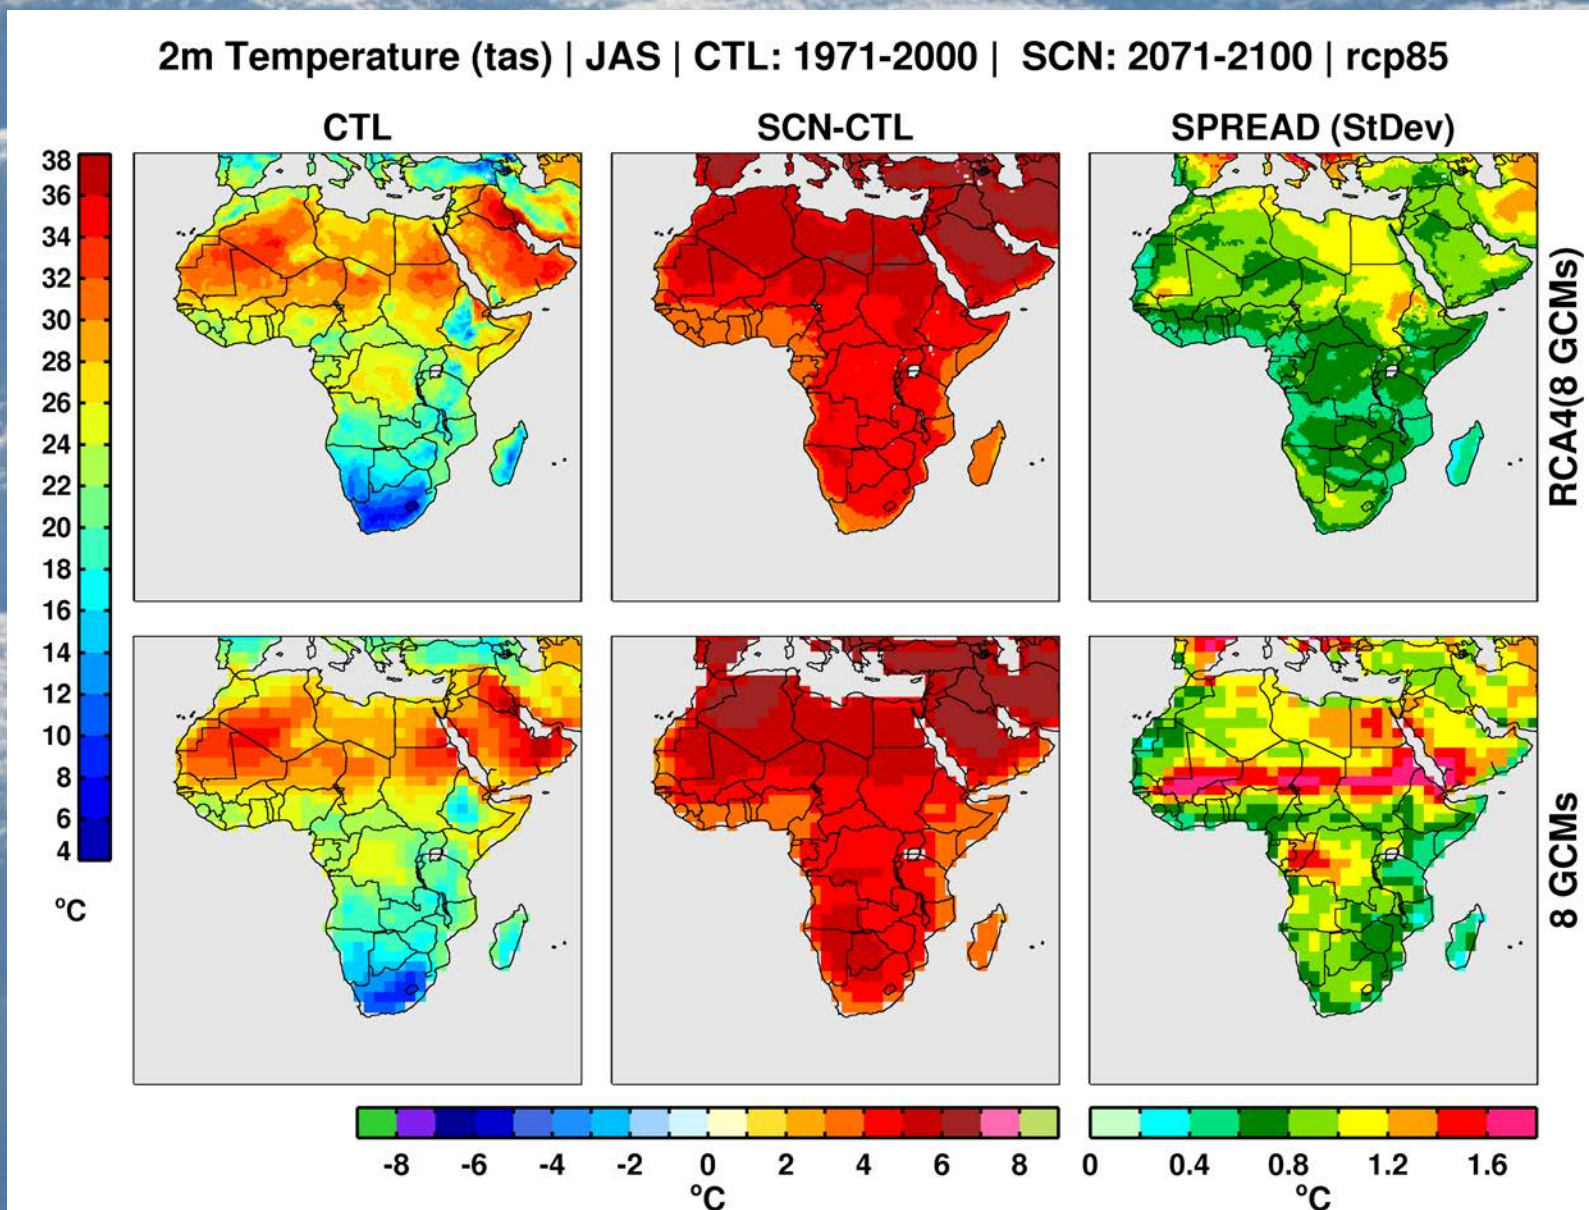 2m Temperature (tas) | JAS | CTL: 1971-2000 | SCN: 2071-2100 | rcp85
CTL
SCN-CTL
SPREAD (StDev)
38
36
34
32
30
28
26
24
22
20
18
16
14
12
10
8
6
4
ºC
RCA4(8 GCMs)
8 GCMs
-8 -6 -4 -2 0 2 4 6 8
ºC
0 0.4 0.8 1.2 1.6
ºC